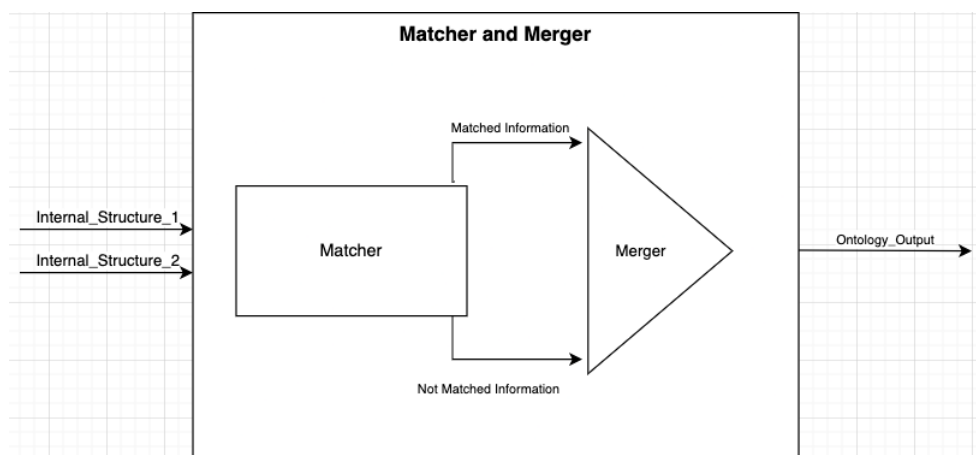 Matcher and Merger
Matched Information
Internal_Structure_1
Internal_Structure_2
Matcher
Merger
Ontology_Output
Not Matched Information